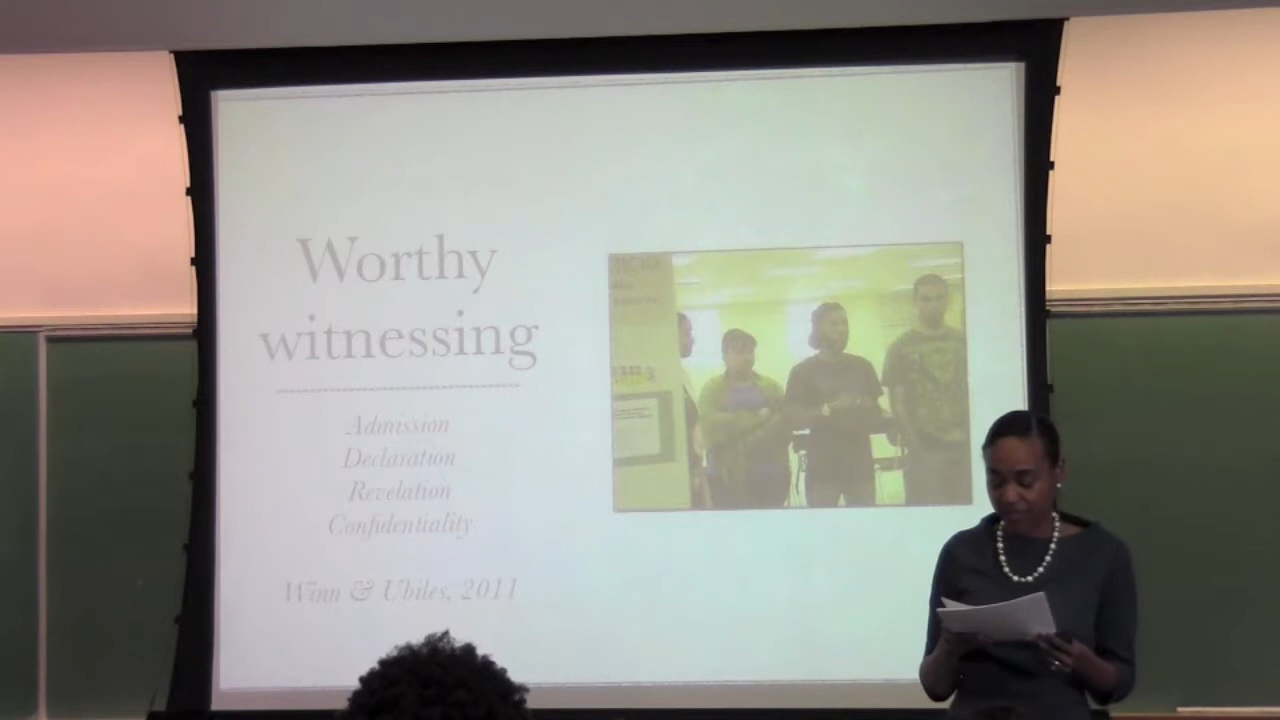 Worthy
witnessing
Admission
Declaration
Revelation
Confidentiality
Winn & Ubiles, 2011